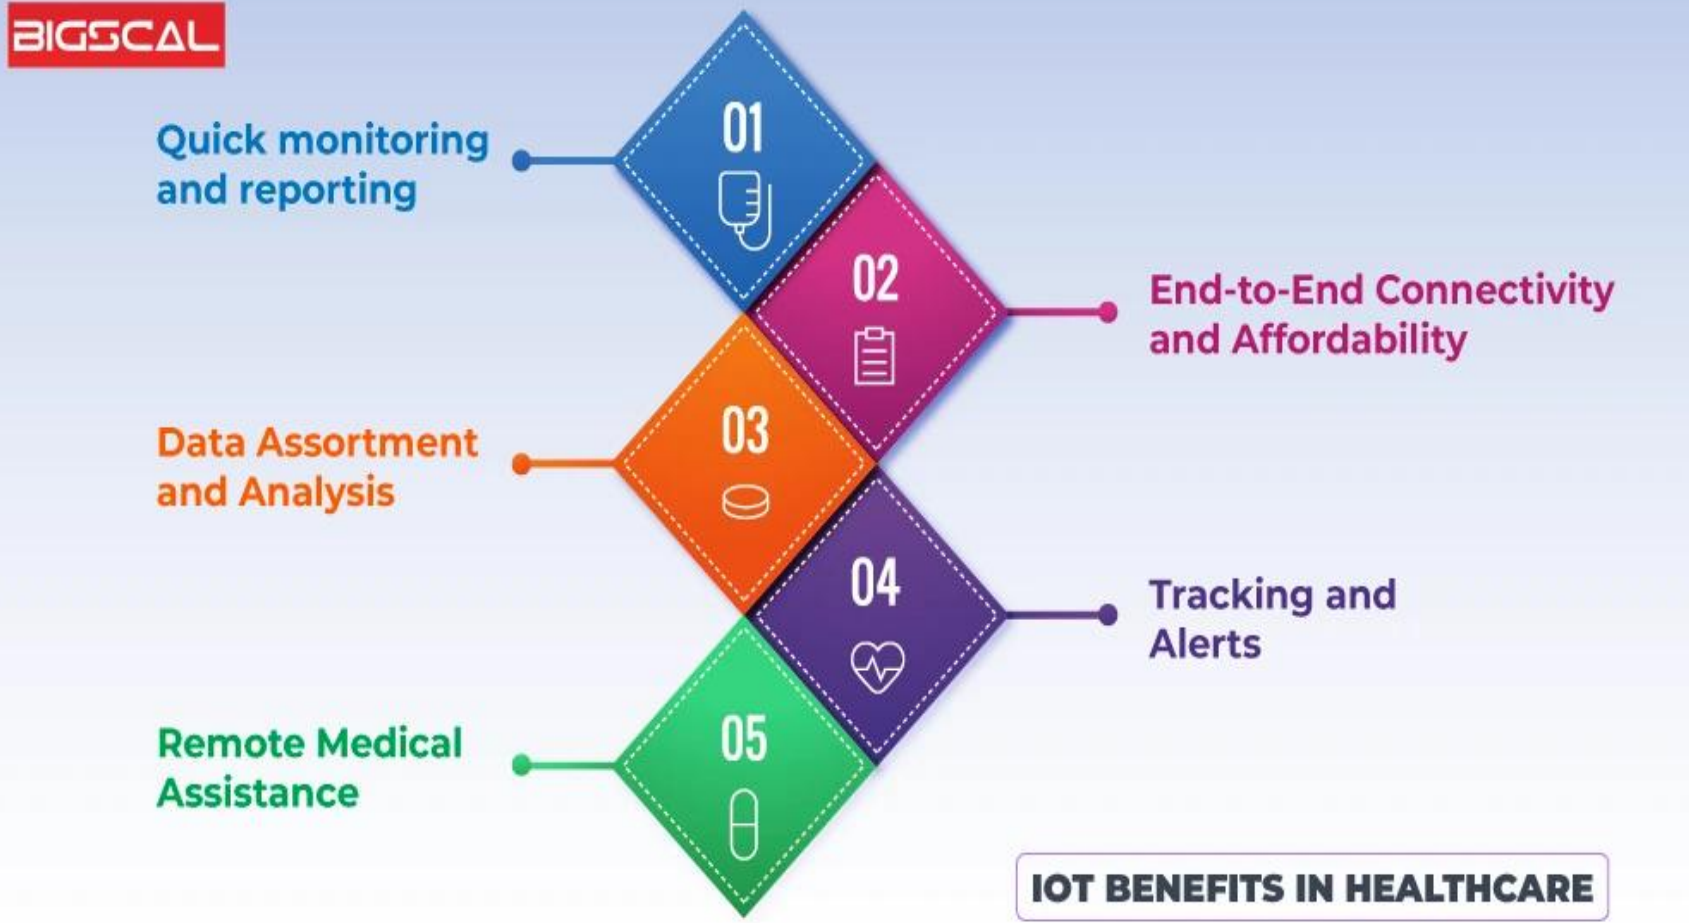 BIGSCAL
01
Quick monitoring
and reporting
02
End-to-End Connectivity
and Affordability
03
Data Assortment
and Analysis
04
Tracking and
Alerts
05
Remote Medical
Assistance
IOT BENEFITS IN HEALTHCARE